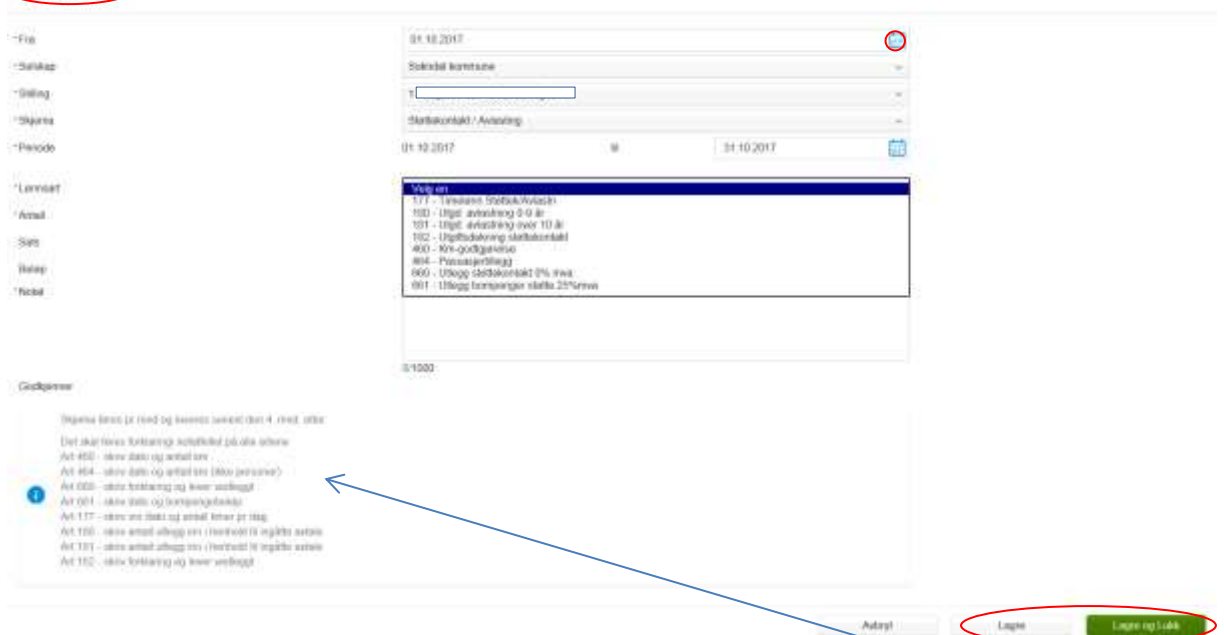 *Fra 01.10.2017
*Selskap Sokndal kommune
*Stilling
*Skjema Støttekontakt / Avlasting
*Periode 01.10.2017 til 31.10.2017
*Lønnsart
Velg en
177 - Timelønn Støttek/Avlastn
180 - Utgd. avlastning 0-9 år
181 - Utgd. avlastning over 10 år
182 - Utgiftsdekning støttekontakt
460 - Km-godtgjørelse
464 - Passasjertillegg
660 - Utlegg støttekontakt 0% mva
661 - Utlegg bompenger støtte 25%mva
*Antall
Sats
Beløp
*Notat
0/1000
Godkjenner
Skjema føres pr mnd og leveres senest den 4. mnd. etter
Det skal føres forklaring i notatfeltet på alle artene
Art 460 - skriv dato og antall km
Art 464 - skriv dato og antall km (ikke personer)
Art 660 - skriv forklaring og lever vedlegg
Art 661 - skriv dato og bompengebeløp
Art 177 - skriv inn dato og antall timer pr dag
Art 180 - skriv antall utlegg inn i henhold til inngåtte avtale
Art 181 - skriv antall utlegg inn i henhold til inngåtte avtale
Art 182 - skriv forklaring og lever vedlegg
Avbryt Lagre Lagre og Lukk